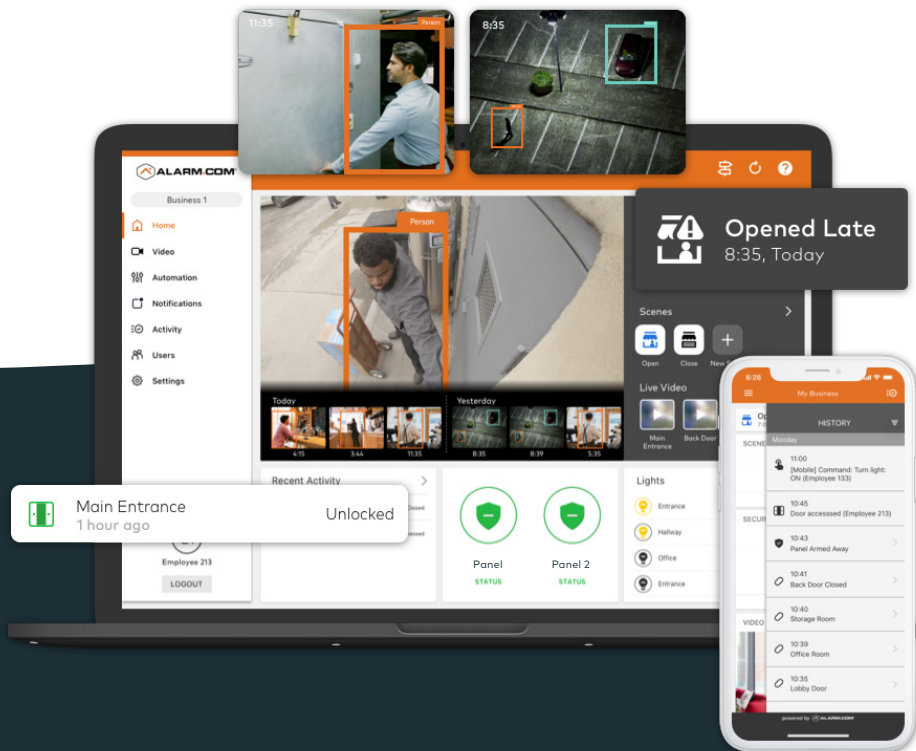 11:35
Person
8:35
ALARM.COM
Business 1
Home
Video
Automation
Notifications
Activity
Users
Settings
Employee 213
LOGOUT
Main Entrance
1 hour ago
Unlocked
Person
Today
Yesterday
4:15
3:44
11:35
8:35
8:39
5:35
Opened Late
8:35, Today
Scenes
Open
Close
New
Live Video
Main
Entrance
Back Door
Recent Activity
Closed
Panel
STATUS
Panel 2
STATUS
Lights
Entrance
Hallway
Office
Entrance
6:26
My Business
HISTORY
Monday
11:00
[Mobile] Command: Turn light:
ON (Employee 133)
10:45
Door accesssed (Employee 213)
10:43
Panel Armed Away
10:41
Back Door Closed
10:40
Storage Room
10:39
Office Room
10:35
Lobby Door
VIDEO
powered by ALARM.COM